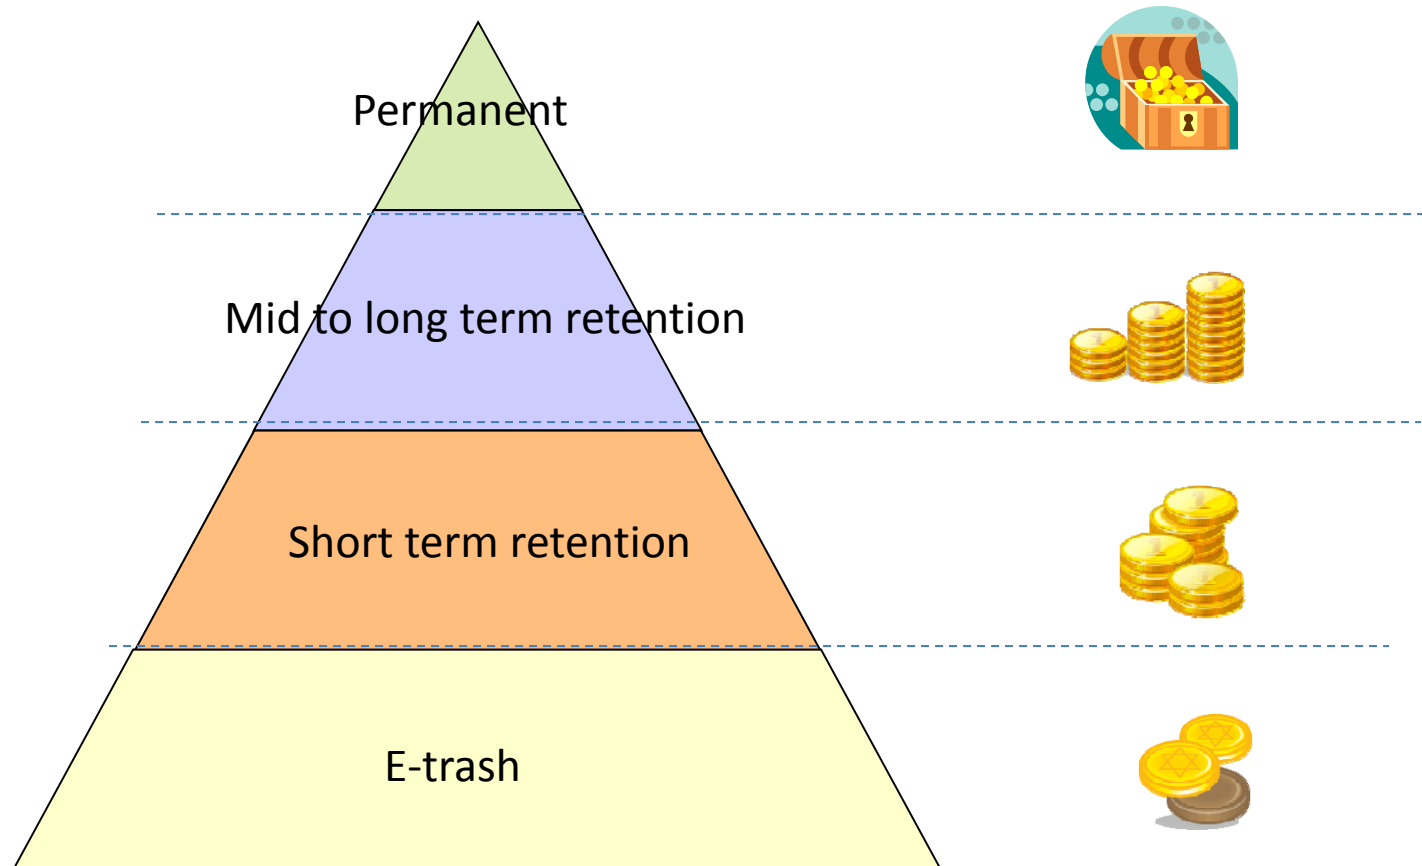 Permanent
Mid to long term retention
Short term retention
E-trash